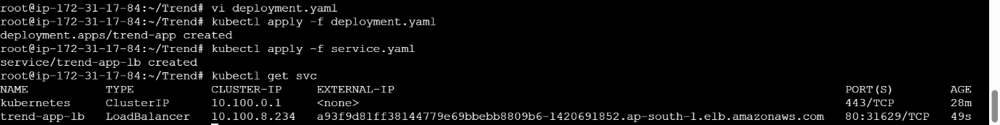 root@ip-172-31-17-84:~/Trend# vi deployment.yaml
root@ip-172-31-17-84:~/Trend# kubectl apply -f deployment.yaml
deployment.apps/trend-app created
root@ip-172-31-17-84:~/Trend# kubectl apply -f service.yaml
service/trend-app-lb created
root@ip-172-31-17-84:~/Trend# kubectl get svc
NAME TYPE CLUSTER-IP EXTERNAL-IP PORT(S) AGE
kubernetes ClusterIP 10.100.0.1 <none> 443/TCP 28m
trend-app-lb LoadBalancer 10.100.8.234 a93f9d81ff38144779e69bbebb8809b6-1420691852.ap-south-1.elb.amazonaws.com 80:31629/TCP 49s